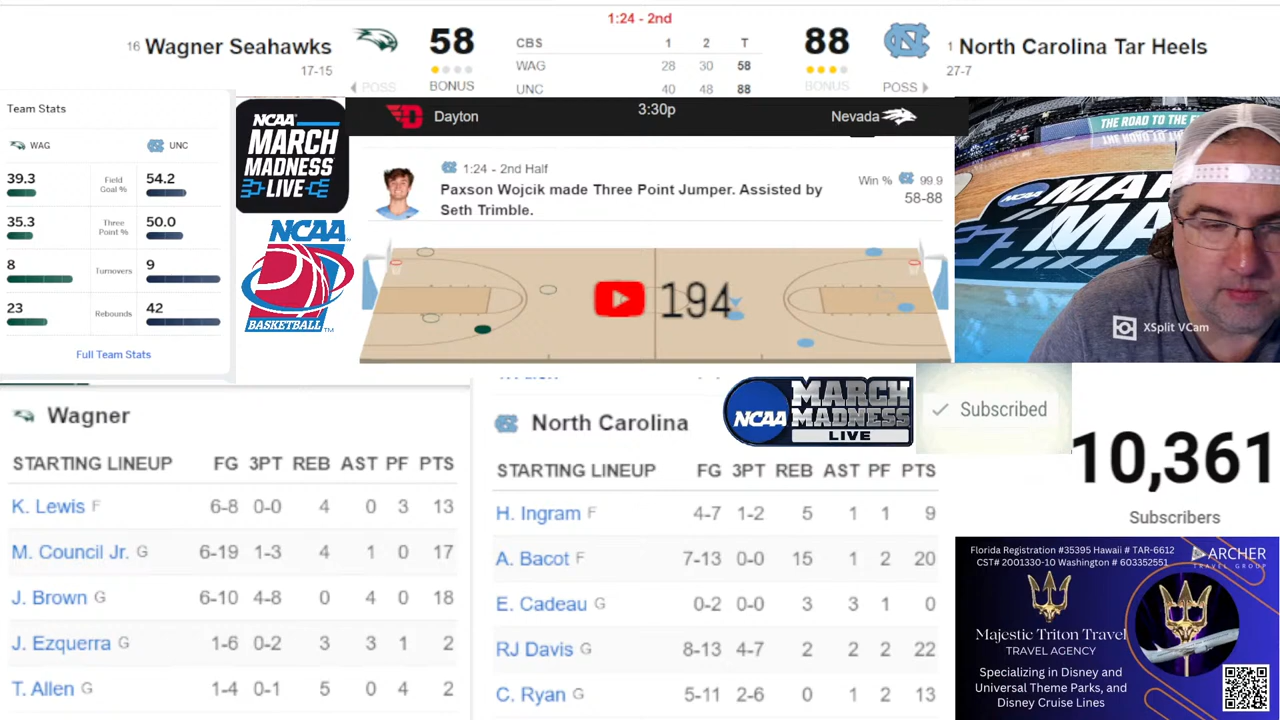 1:24 - 2nd
16 Wagner Seahawks
17-15
58
POSS
BONUS
CBS 1 2 T
WAG 28 30 58
UNC 40 48 88
88
BONUS
POSS
1 North Carolina Tar Heels
27-7
Team Stats
WAG UNC
39.3 Field Goal % 54.2
35.3 Three Point % 50.0
8 Turnovers 9
23 Rebounds 42
Full Team Stats
NCAA
MARCH
MADNESS
LIVE
NCAA
BASKETBALL™
Dayton 3:30p Nevada
1:24 - 2nd Half
Paxson Wojcik made Three Point Jumper. Assisted by
Seth Trimble.
Win % 99.9
58-88
194
THE ROAD TO THE
NCAA MAR
MA
XSplit VCam
Wagner
STARTING LINEUP FG 3PT REB AST PF PTS
K. Lewis F 6-8 0-0 4 0 3 13
M. Council Jr. G 6-19 1-3 4 1 0 17
J. Brown G 6-10 4-8 0 4 0 18
J. Ezquerra G 1-6 0-2 3 3 1 2
T. Allen G 1-4 0-1 5 0 4 2
North Carolina
STARTING LINEUP FG 3PT REB AST PF PTS
H. Ingram F 4-7 1-2 5 1 1 9
A. Bacot F 7-13 0-0 15 1 2 20
E. Cadeau G 0-2 0-0 3 3 1 0
RJ Davis G 8-13 4-7 2 2 2 22
C. Ryan G 5-11 2-6 0 1 2 13
NCAA
MARCH
MADNESS
LIVE
Subscribed
10,361
Subscribers
Florida Registration #35395 Hawaii # TAR-6612
CST# 2001330-10 Washington # 603352551
ARCHER
TRAVEL GROUP
Majestic Triton Travel
TRAVEL AGENCY
Specializing in Disney and
Universal Theme Parks, and
Disney Cruise Lines